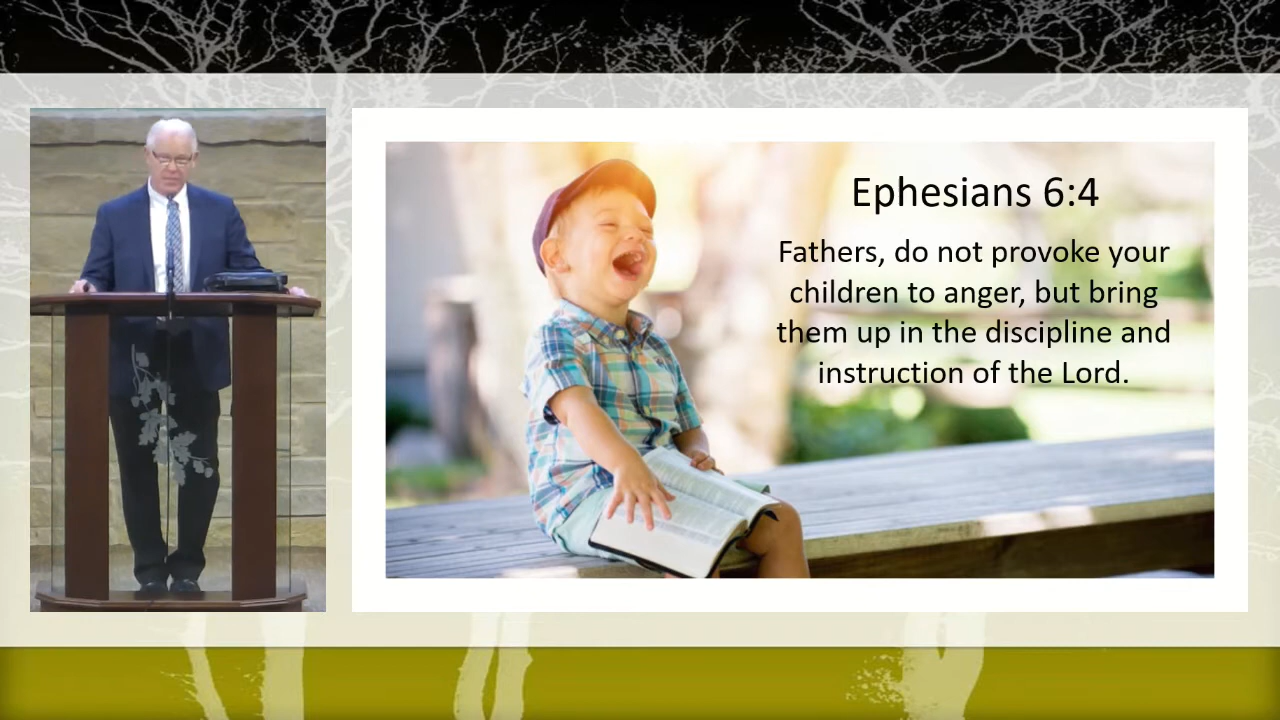 Ephesians 6:4
Fathers, do not provoke your
children to anger, but bring
them up in the discipline and
instruction of the Lord.